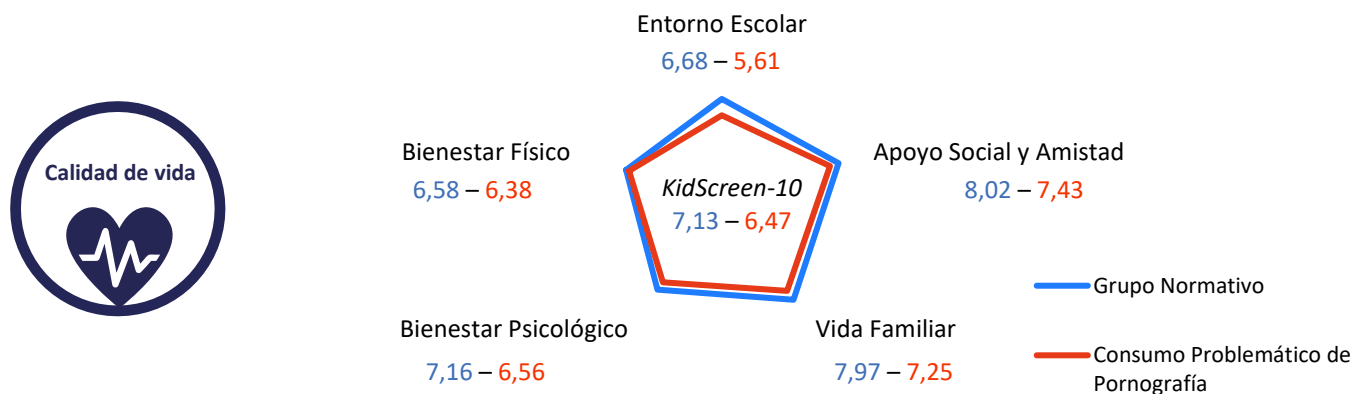 Entorno Escolar
6,68 – 5,61
Calidad de vida
Bienestar Físico
6,58 – 6,38
KidScreen-10
7,13 – 6,47
Apoyo Social y Amistad
8,02 – 7,43
Bienestar Psicológico
7,16 – 6,56
Vida Familiar
7,97 – 7,25
Grupo Normativo
Consumo Problemático de
Pornografía